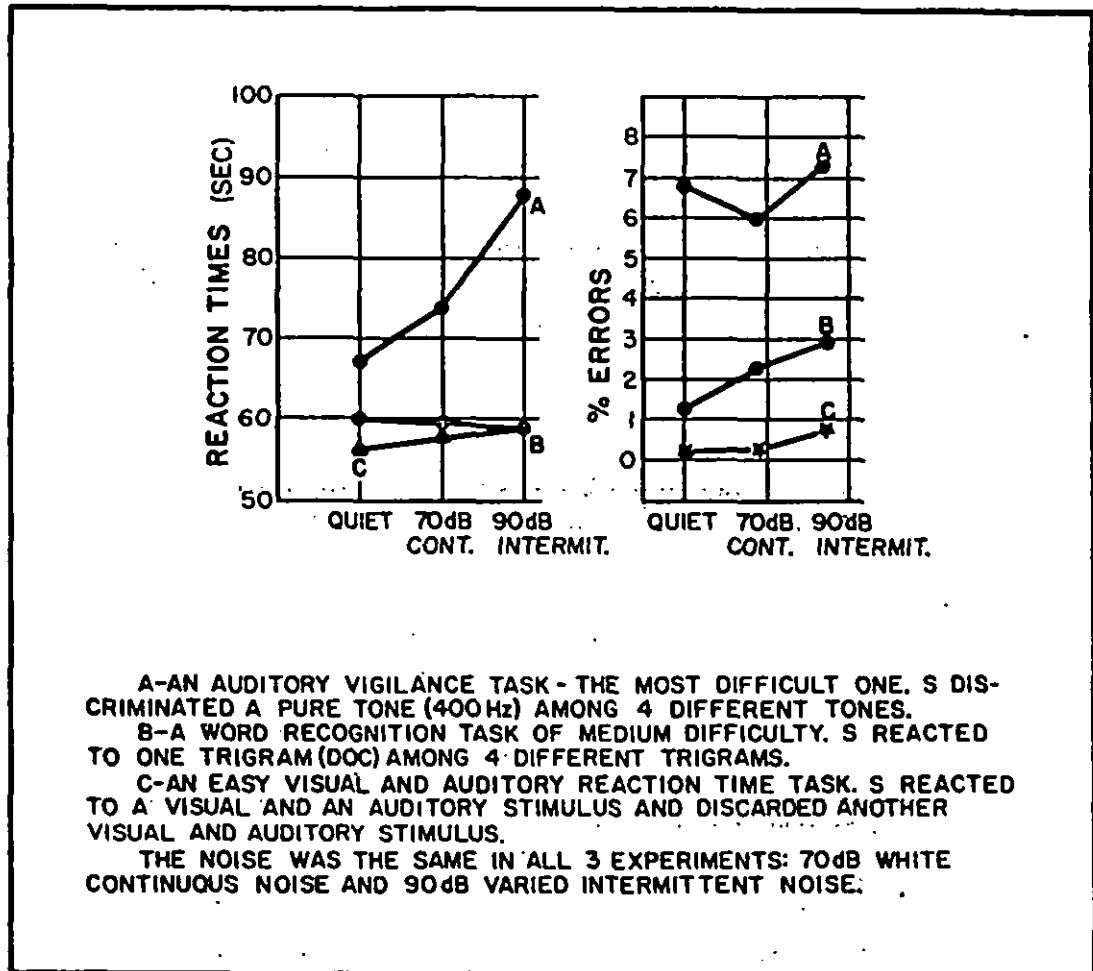 REACTION TIMES (SEC)
100
90
80
70
60
50
A
B
C
QUIET 70dB 90dB
CONT. INTERMIT.
% ERRORS
8
7
6
5
4
3
2
1
0
A
B
C
QUIET 70dB. 90dB
CONT. INTERMIT.
A-AN AUDITORY VIGILANCE TASK - THE MOST DIFFICULT ONE. S DIS-
CRIMINATED A PURE TONE (400Hz) AMONG 4 DIFFERENT TONES.
B-A WORD RECOGNITION TASK OF MEDIUM DIFFICULTY. S REACTED
TO ONE TRIGRAM (DOC) AMONG 4 DIFFERENT TRIGRAMS.
C-AN EASY VISUAL AND AUDITORY REACTION TIME TASK. S REACTED
TO A VISUAL AND AN AUDITORY STIMULUS AND DISCARDED ANOTHER
VISUAL AND AUDITORY STIMULUS.
THE NOISE WAS THE SAME IN ALL 3 EXPERIMENTS: 70dB WHITE
CONTINUOUS NOISE AND 90dB VARIED INTERMITTENT NOISE.